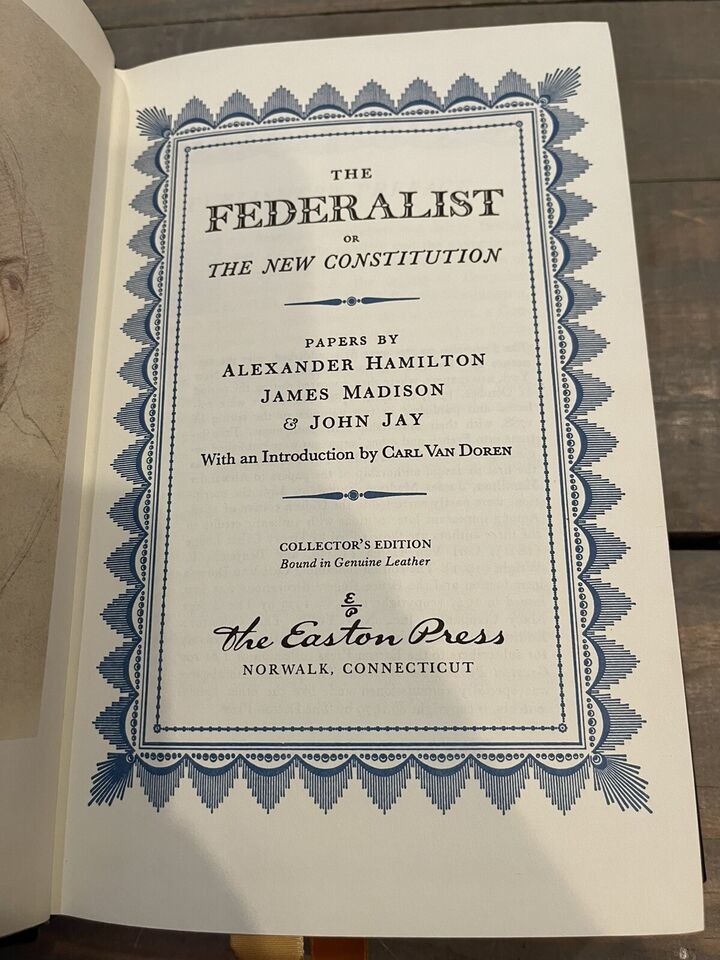 THE
FEDERALIST
OR
THE NEW CONSTITUTION
PAPERS BY
ALEXANDER HAMILTON
JAMES MADISON
& JOHN JAY
With an Introduction by CARL VAN DOREN
COLLECTOR'S EDITION
Bound in Genuine Leather
The Easton Press
NORWALK, CONNECTICUT